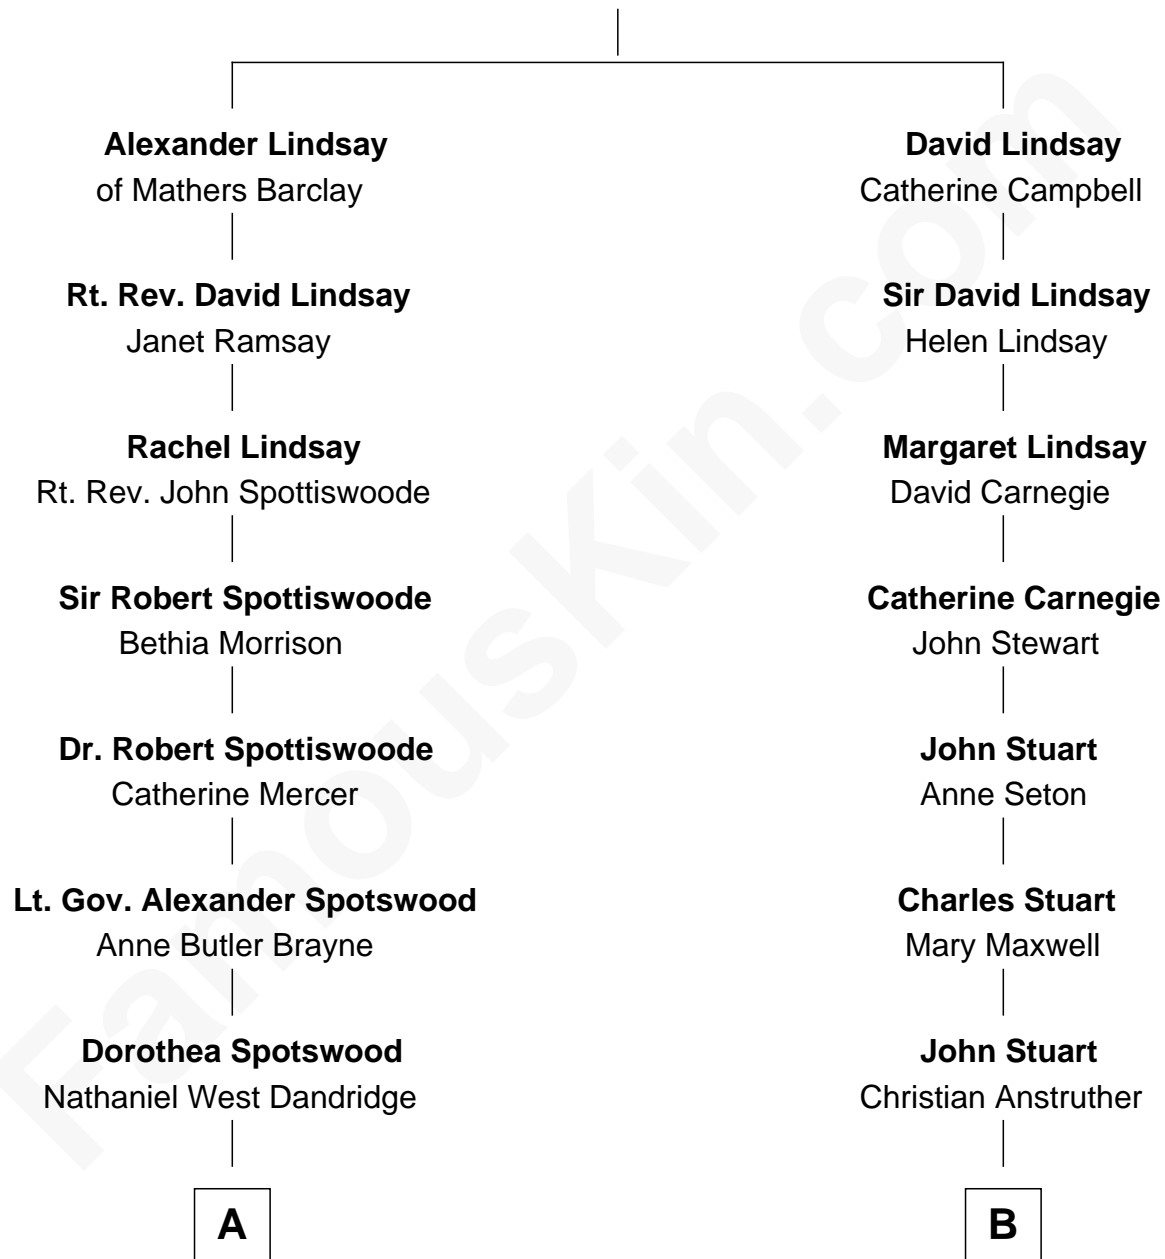 Alexander Lindsay
of Mathers Barclay
David Lindsay
Catherine Campbell
Rt. Rev. David Lindsay
Janet Ramsay
Sir David Lindsay
Helen Lindsay
Rachel Lindsay
Rt. Rev. John Spottiswoode
Margaret Lindsay
David Carnegie
Sir Robert Spottiswoode
Bethia Morrison
Catherine Carnegie
John Stewart
Dr. Robert Spottiswoode
Catherine Mercer
John Stuart
Anne Seton
Lt. Gov. Alexander Spotswood
Anne Butler Brayne
Charles Stuart
Mary Maxwell
Dorothea Spotswood
Nathaniel West Dandridge
John Stuart
Christian Anstruther
A
B
FamousKin.com